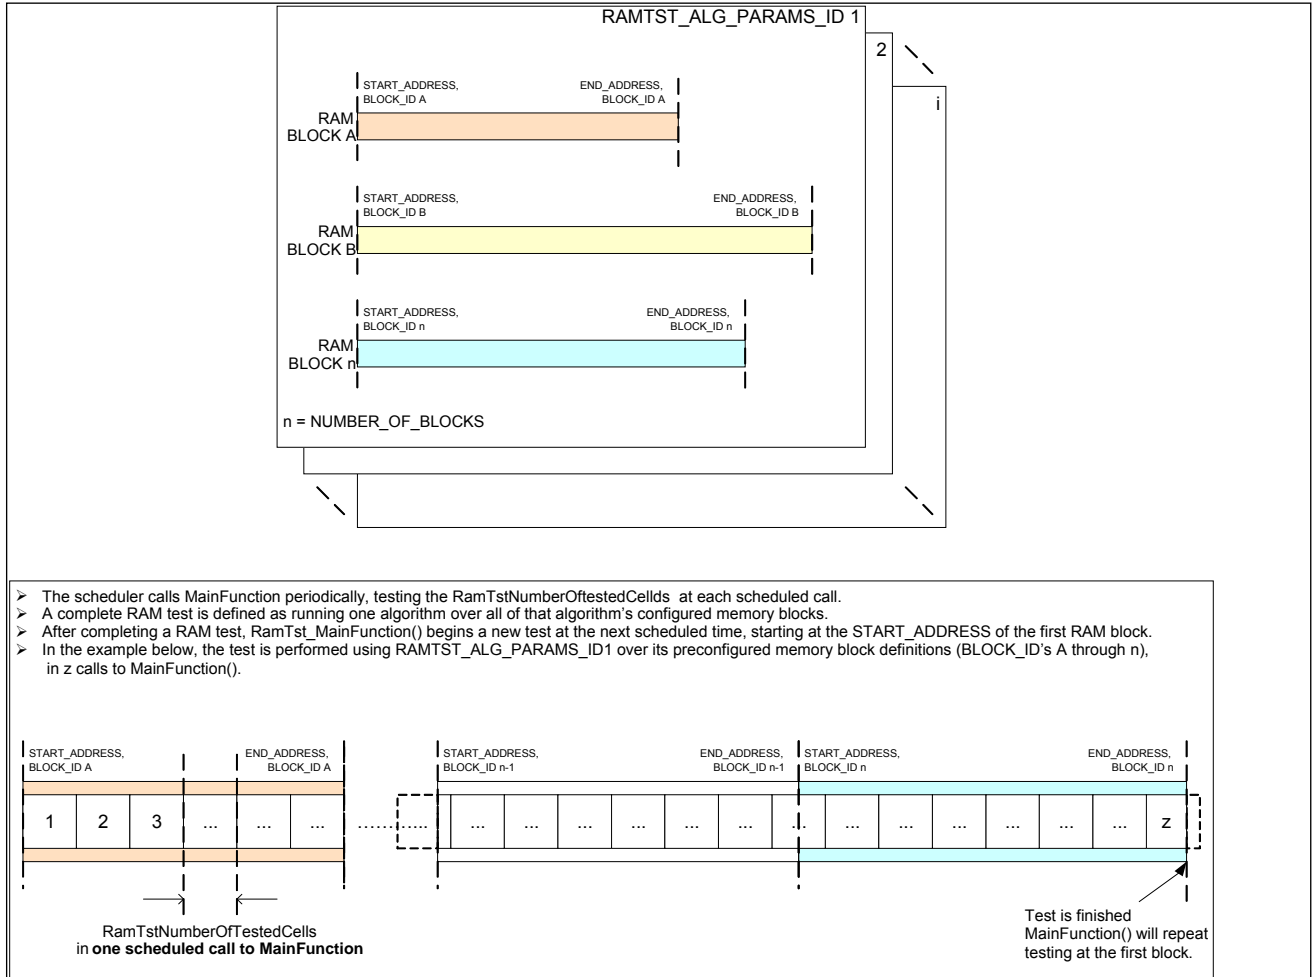 RAMTST_ALG_PARAMS_ID 1
2
i
START_ADDRESS,
BLOCK_ID A
END_ADDRESS,
BLOCK_ID A
RAM
BLOCK A
START_ADDRESS,
BLOCK_ID B
END_ADDRESS,
BLOCK_ID B
RAM
BLOCK B
START_ADDRESS,
BLOCK_ID n
END_ADDRESS,
BLOCK_ID n
RAM
BLOCK n
n = NUMBER_OF_BLOCKS
➢ The scheduler calls MainFunction periodically, testing the RamTstNumberOftestedCellds at each scheduled call.
➢ A complete RAM test is defined as running one algorithm over all of that algorithm’s configured memory blocks.
➢ After completing a RAM test, RamTst_MainFunction() begins a new test at the next scheduled time, starting at the START_ADDRESS of the first RAM block.
➢ In the example below, the test is performed using RAMTST_ALG_PARAMS_ID1 over its preconfigured memory block definitions (BLOCK_ID’s A through n),
in z calls to MainFunction().
START_ADDRESS,
BLOCK_ID A
END_ADDRESS,
BLOCK_ID A
START_ADDRESS,
BLOCK_ID n-1
END_ADDRESS,
BLOCK_ID n-1
START_ADDRESS,
BLOCK_ID n
END_ADDRESS,
BLOCK_ID n
1 2 3 ... ... ... ............ ... ... ... ... ... ... ... ... ... ... ... ... ... z
RamTstNumberOfTestedCells
in one scheduled call to MainFunction
Test is finished
MainFunction() will repeat
testing at the first block.